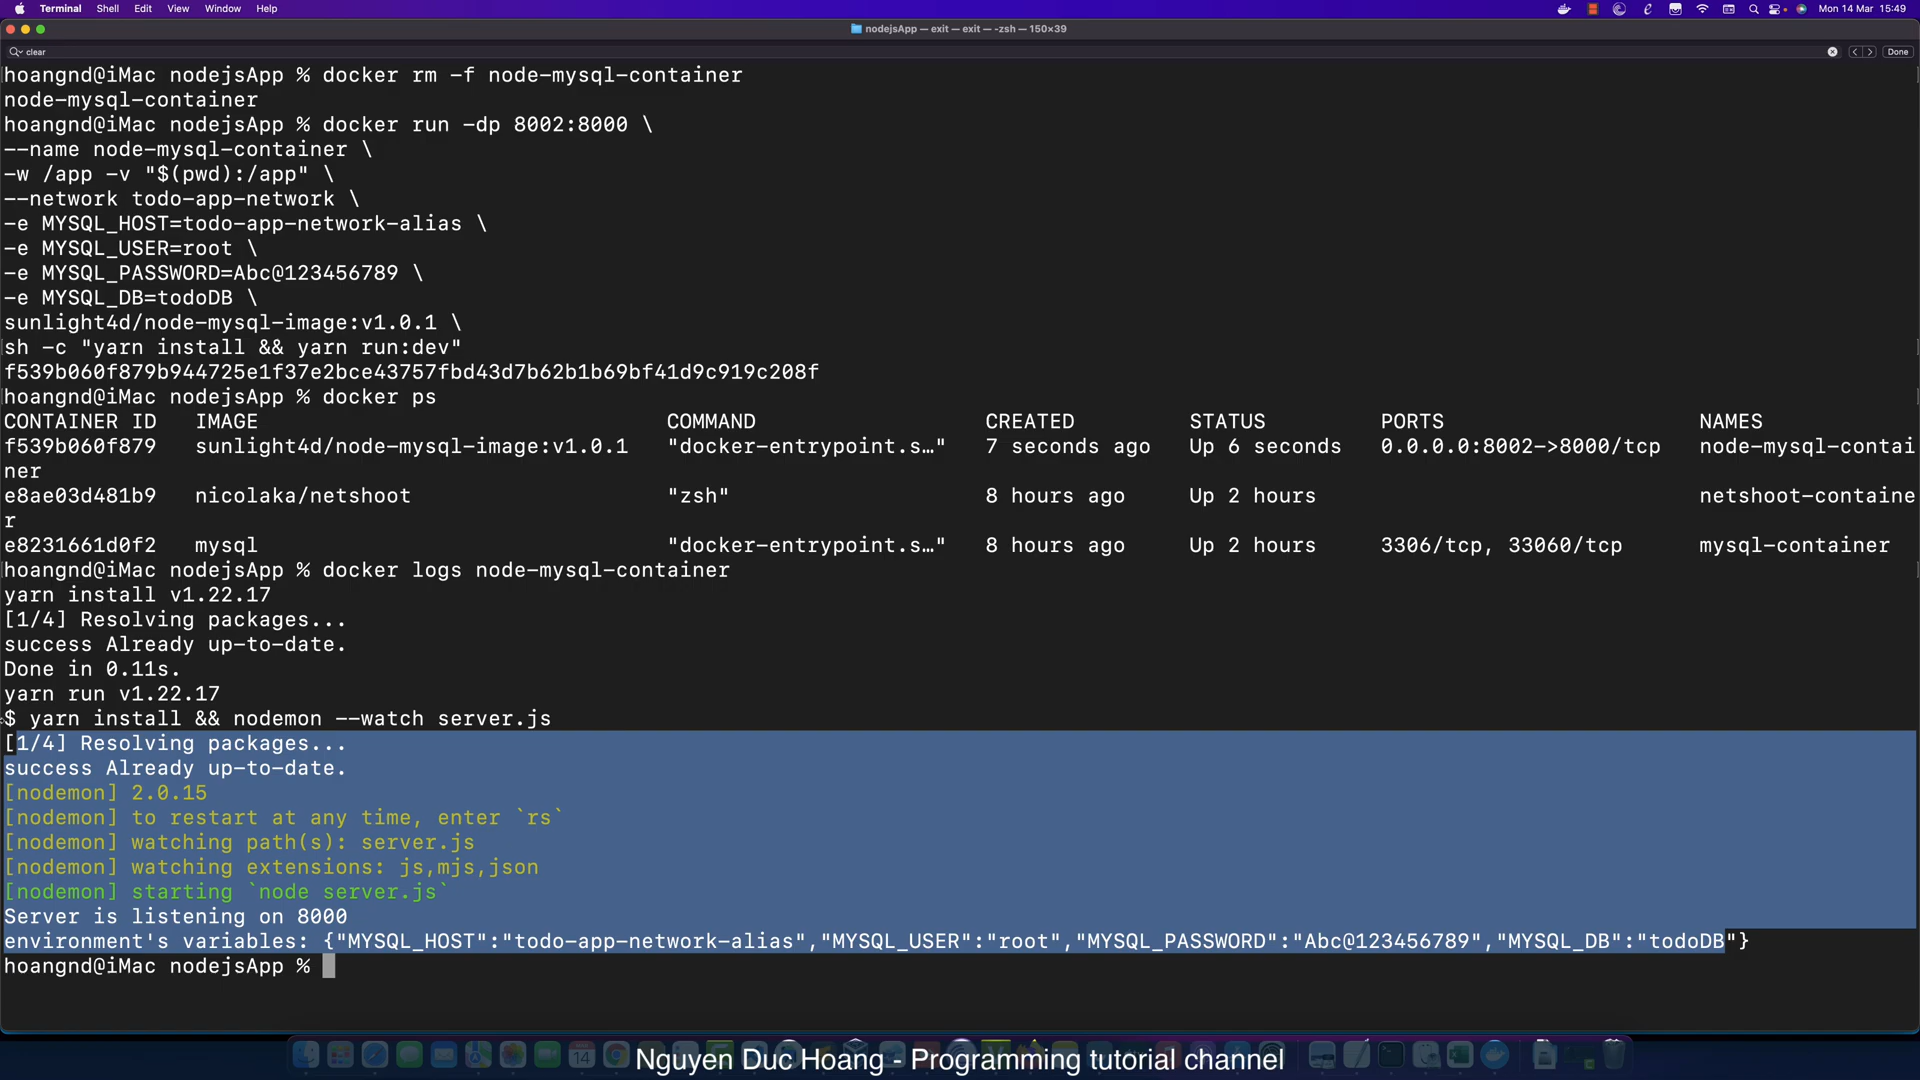 Terminal Shell Edit View Window Help Mon 14 Mar 15:49
nodejsApp — exit — exit — -zsh — 150×39
clear Done
hoangnd@iMac nodejsApp % docker rm -f node-mysql-container
node-mysql-container
hoangnd@iMac nodejsApp % docker run -dp 8002:8000 \
--name node-mysql-container \
-w /app -v "$(pwd):/app" \
--network todo-app-network \
-e MYSQL_HOST=todo-app-network-alias \
-e MYSQL_USER=root \
-e MYSQL_PASSWORD=Abc@123456789 \
-e MYSQL_DB=todoDB \
sunlight4d/node-mysql-image:v1.0.1 \
sh -c "yarn install && yarn run:dev"
f539b060f879b944725e1f37e2bce43757fbd43d7b62b1b69bf41d9c919c208f
hoangnd@iMac nodejsApp % docker ps
CONTAINER ID IMAGE COMMAND CREATED STATUS PORTS NAMES
f539b060f879 sunlight4d/node-mysql-image:v1.0.1 "docker-entrypoint.s…" 7 seconds ago Up 6 seconds 0.0.0.0:8002->8000/tcp node-mysql-contai
ner
e8ae03d481b9 nicolaka/netshoot "zsh" 8 hours ago Up 2 hours netshoot-containe
r
e8231661d0f2 mysql "docker-entrypoint.s…" 8 hours ago Up 2 hours 3306/tcp, 33060/tcp mysql-container
hoangnd@iMac nodejsApp % docker logs node-mysql-container
yarn install v1.22.17
[1/4] Resolving packages...
success Already up-to-date.
Done in 0.11s.
yarn run v1.22.17
$ yarn install && nodemon --watch server.js
[1/4] Resolving packages...
success Already up-to-date.
[nodemon] 2.0.15
[nodemon] to restart at any time, enter `rs`
[nodemon] watching path(s): server.js
[nodemon] watching extensions: js,mjs,json
[nodemon] starting `node server.js`
Server is listening on 8000
environment's variables: {"MYSQL_HOST":"todo-app-network-alias","MYSQL_USER":"root","MYSQL_PASSWORD":"Abc@123456789","MYSQL_DB":"todoDB"}
hoangnd@iMac nodejsApp %
14
Nguyen Duc Hoang - Programming tutorial channel